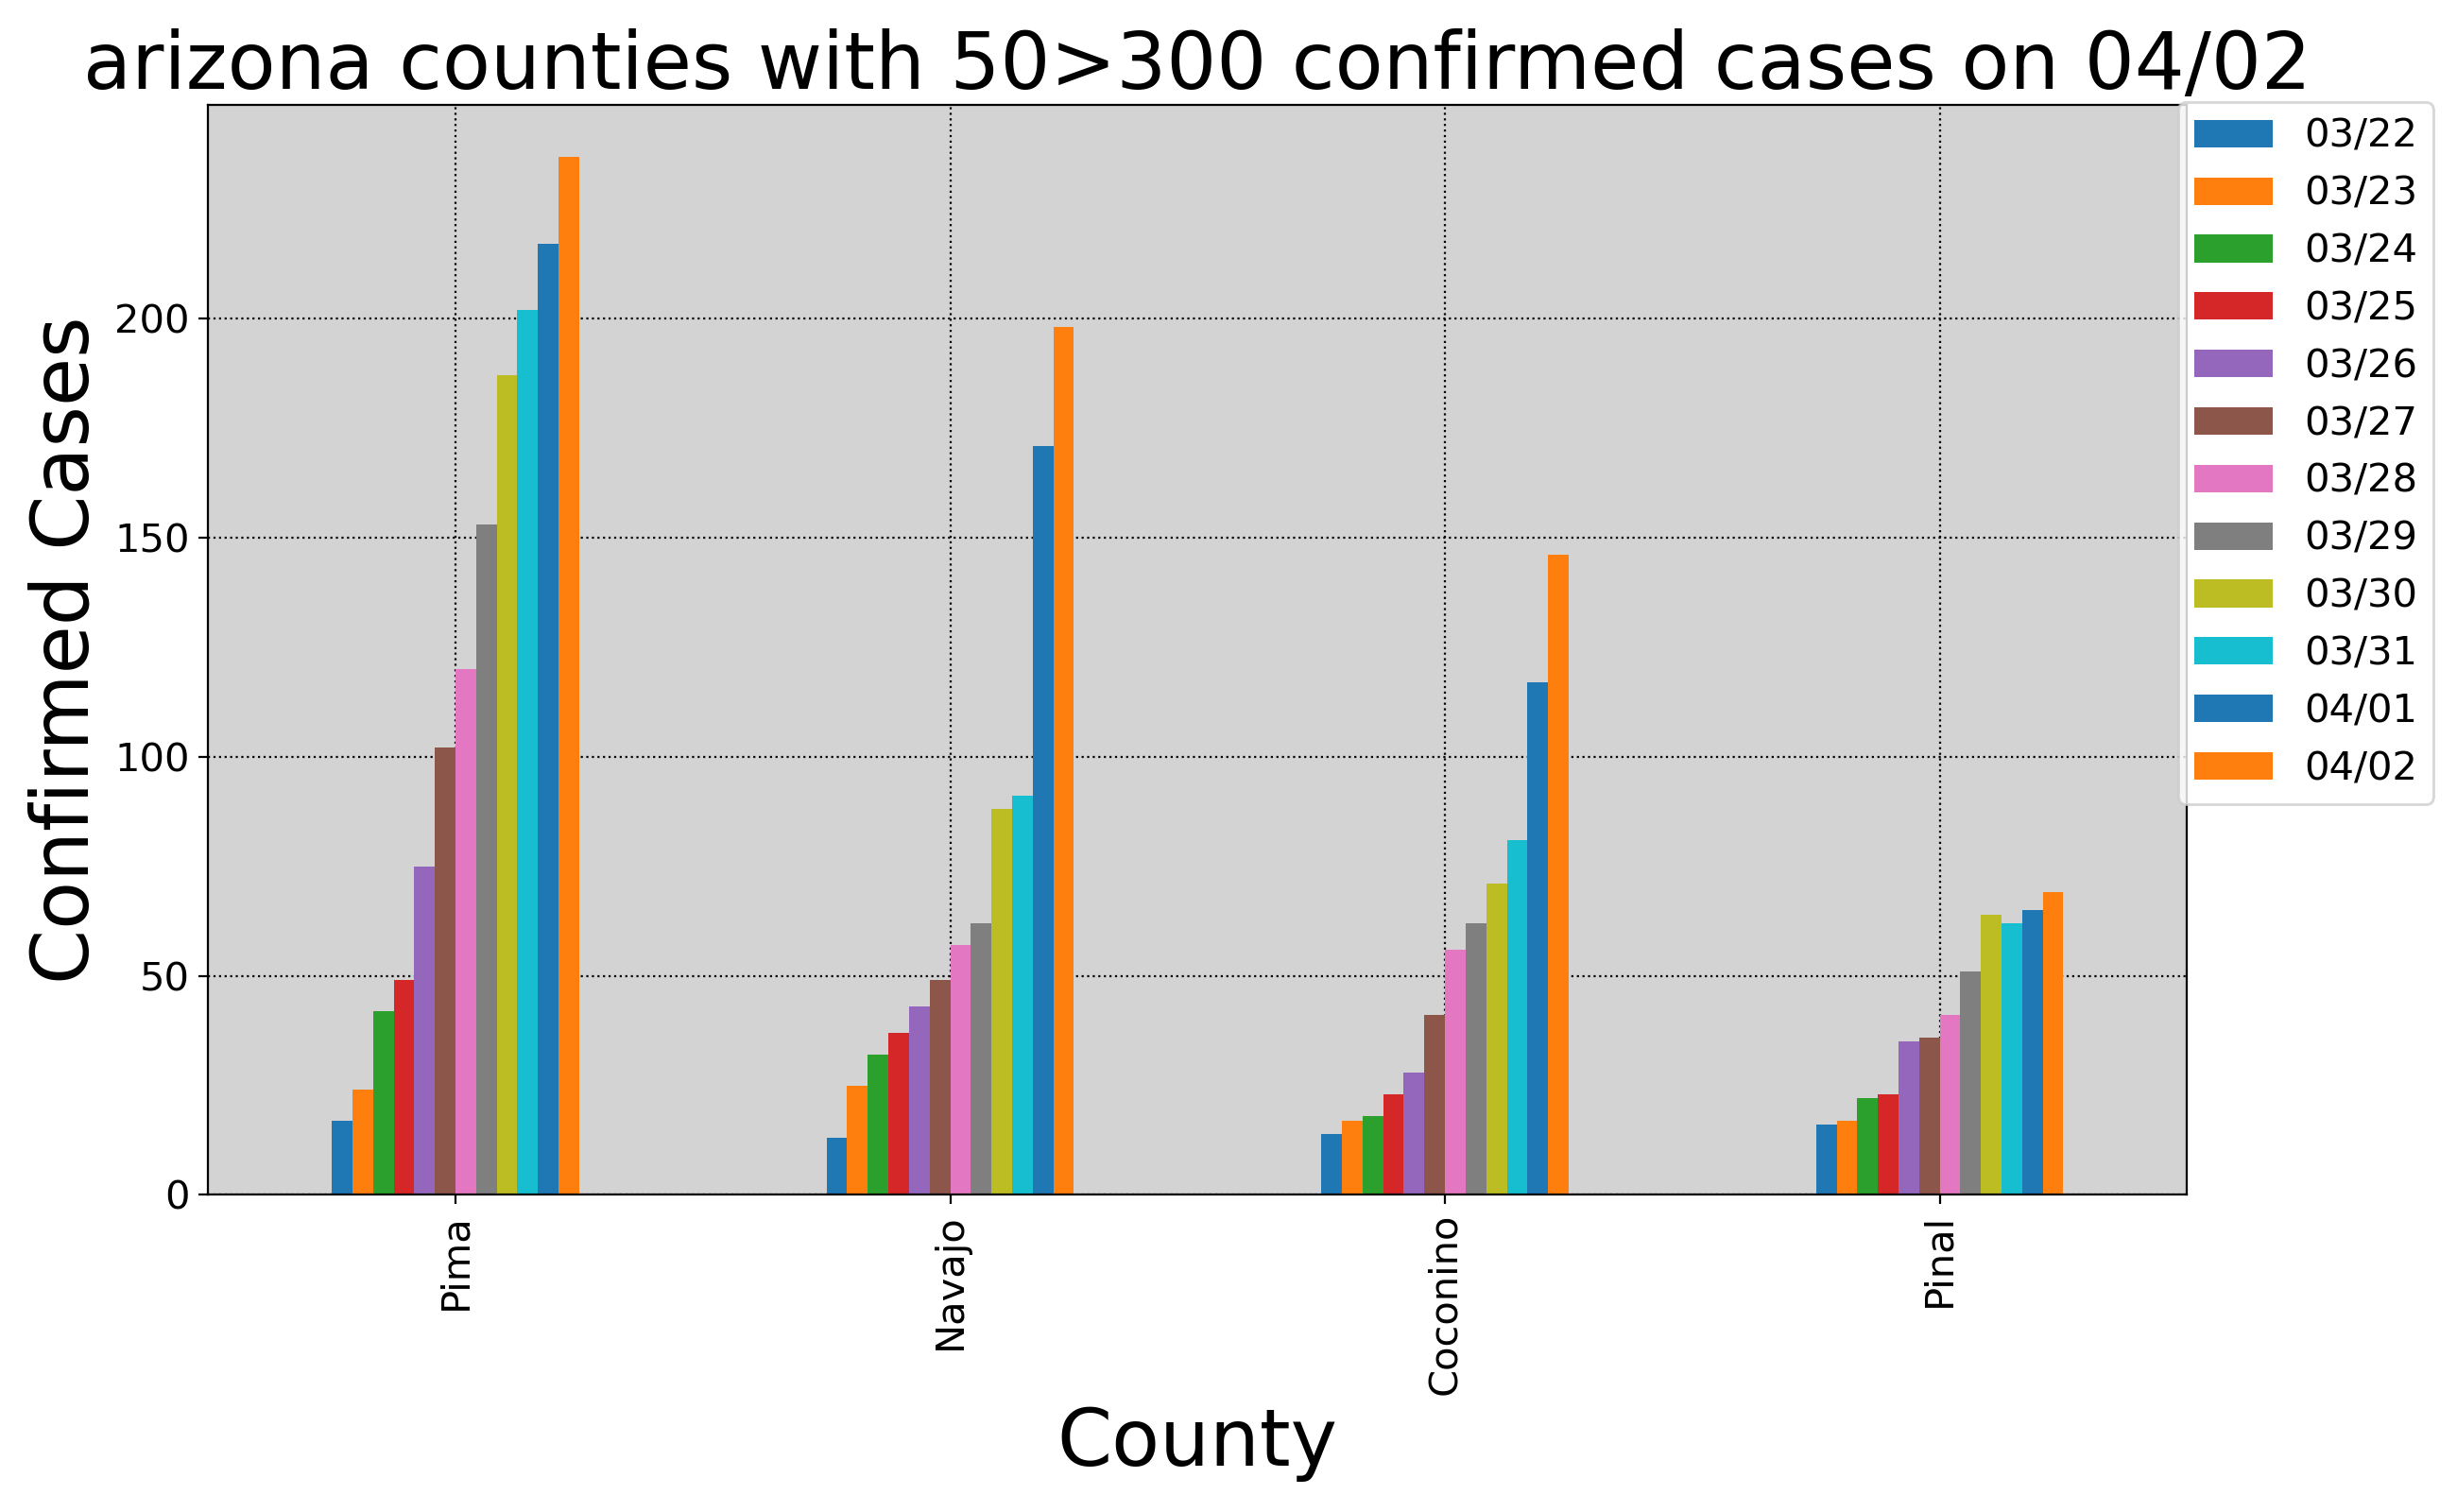 arizona counties with 50>300 confirmed cases on 04/02
03/22
03/23
03/24
03/25
03/26
03/27
03/28
03/29
03/30
03/31
04/01
04/02
Confirmed Cases
200
150
100
50
0
Pima
Navajo
Coconino
Pinal
County